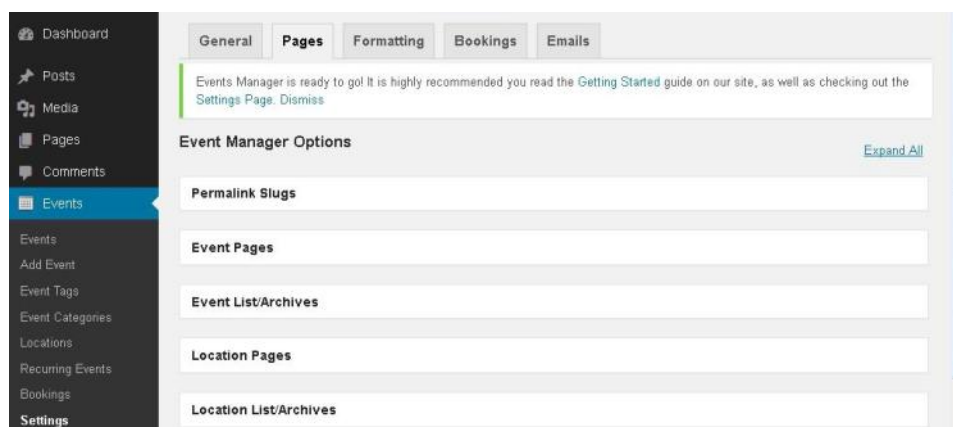 Dashboard
Posts
Media
Pages
Comments
Events
Events
Add Event
Event Tags
Event Categories
Locations
Recurring Events
Bookings
Settings
General Pages Formatting Bookings Emails
Events Manager is ready to go! It is highly recommended you read the Getting Started guide on our site, as well as checking out the
Settings Page. Dismiss
Event Manager Options
Expand All
Permalink Slugs
Event Pages
Event List/Archives
Location Pages
Location List/Archives